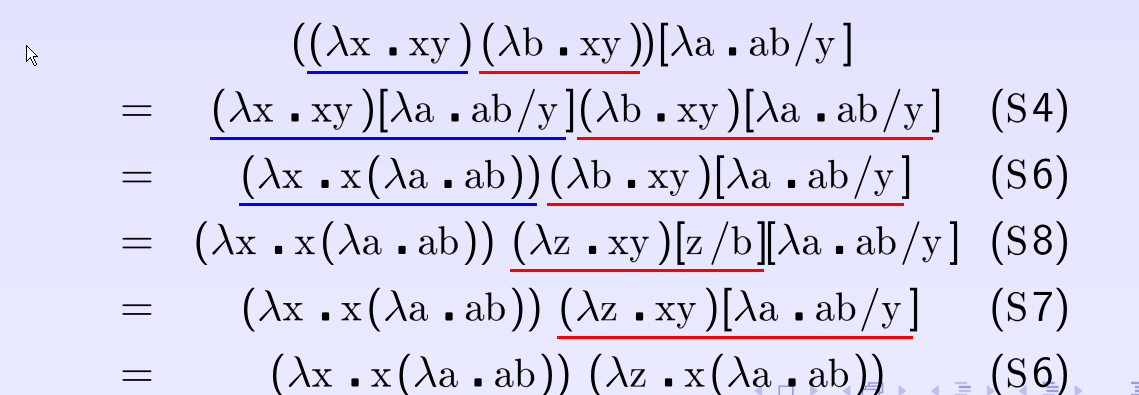 ((λx . xy)(λb . xy))[λa . ab/y]
= (λx . xy)[λa . ab/y](λb . xy)[λa . ab/y] (S4)
= (λx . x(λa . ab))(λb . xy)[λa . ab/y] (S6)
= (λx . x(λa . ab)) (λz . xy)[z/b][λa . ab/y] (S8)
= (λx . x(λa . ab)) (λz . xy)[λa . ab/y] (S7)
= (λx . x(λa . ab)) (λz . x(λa . ab)) (S6)